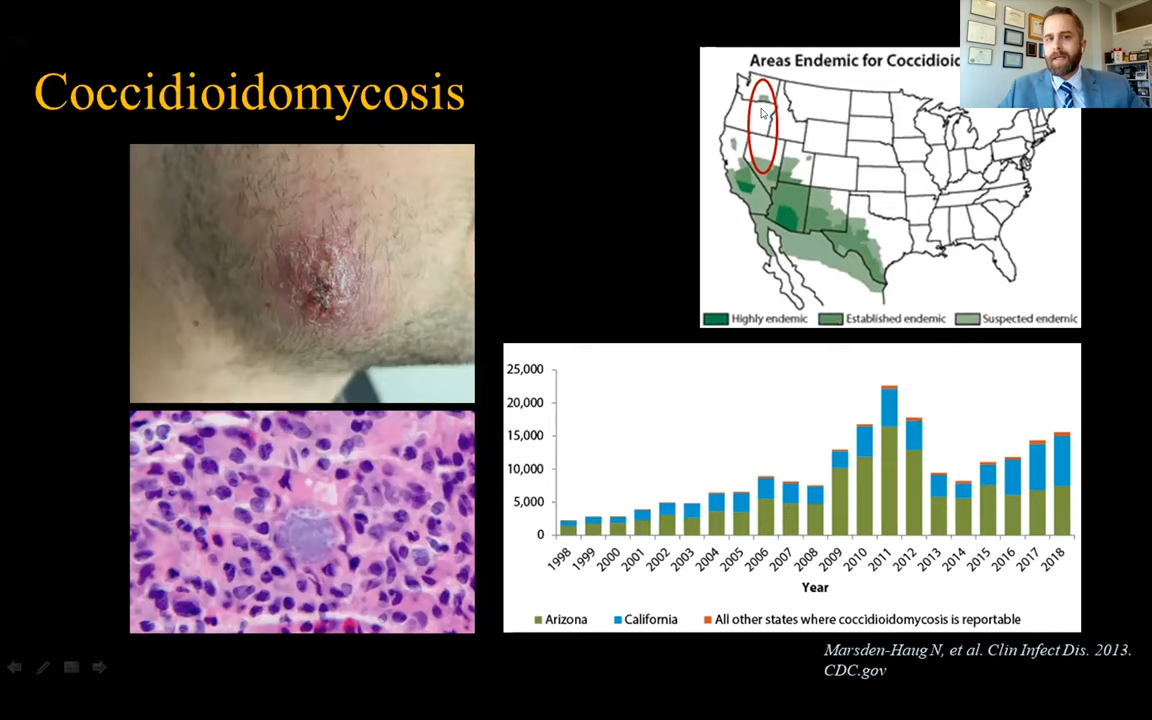 Coccidioidomycosis
Areas Endemic for Coccidioid
Highly endemic
Established endemic
Suspected endemic
25,000
20,000
15,000
10,000
5,000
0
1998 1999 2000 2001 2002 2003 2004 2005 2006 2007 2008 2009 2010 2011 2012 2013 2014 2015 2016 2017 2018
Year
Arizona
California
All other states where coccidioidomycosis is reportable
Marsden-Haug N, et al. Clin Infect Dis. 2013.
CDC.gov